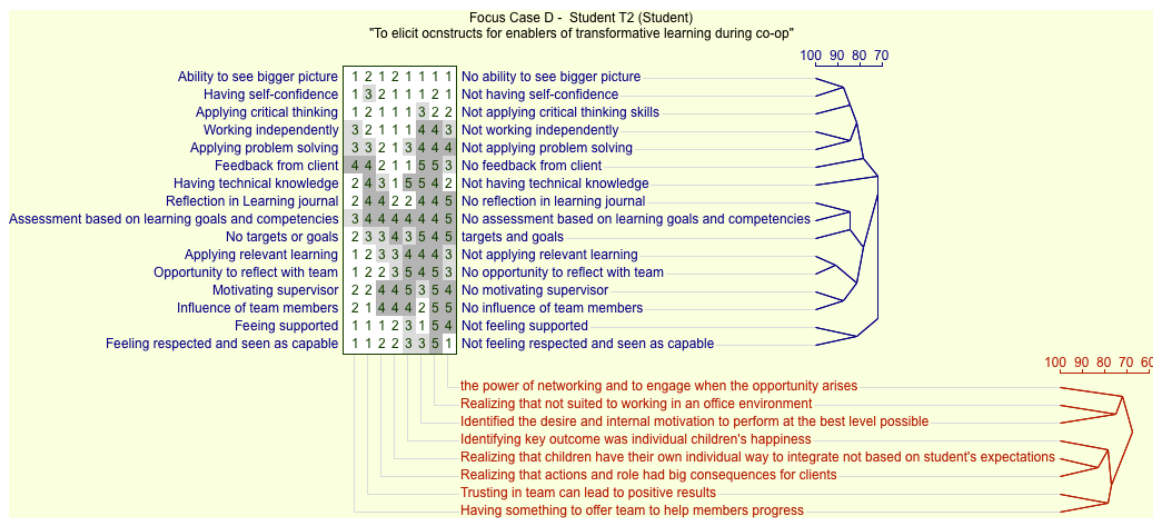 Focus Case D - Student T2 (Student)
"To elicit ocnstructs for enablers of transformative learning during co-op"
100 90 80 70
Ability to see bigger picture 1 2 1 2 1 1 1 1 No ability to see bigger picture
Having self-confidence 1 3 2 1 1 1 2 1 Not having self-confidence
Applying critical thinking 1 2 1 1 1 3 2 2 Not applying critical thinking skills
Working independently 3 2 1 1 1 4 4 3 Not working independently
Applying problem solving 3 3 2 1 3 4 4 4 Not applying problem solving
Feedback from client 4 4 2 1 1 5 5 3 No feedback from client
Having technical knowledge 2 4 3 1 5 5 4 2 Not having technical knowledge
Reflection in Learning journal 2 4 4 2 2 4 4 5 No reflection in learning journal
Assessment based on learning goals and competencies 3 4 4 4 4 4 4 5 No assessment based on learning goals and competencies
No targets or goals 2 3 3 4 3 5 4 5 targets and goals
Applying relevant learning 1 2 3 3 4 4 4 3 Not applying relevant learning
Opportunity to reflect with team 1 2 2 3 5 4 5 3 No opportunity to reflect with team
Motivating supervisor 2 2 4 4 5 3 5 4 No motivating supervisor
Influence of team members 2 1 4 4 4 2 5 5 No influence of team members
Feeing supported 1 1 1 2 3 1 5 4 Not feeling supported
Feeling respected and seen as capable 1 1 2 2 3 3 5 1 Not feeling respected and seen as capable
100 90 80 70 60
the power of networking and to engage when the opportunity arises
Realizing that not suited to working in an office environment
Identified the desire and internal motivation to perform at the best level possible
Identifying key outcome was individual children's happiness
Realizing that children have their own individual way to integrate not based on student's expectations
Realizing that actions and role had big consequences for clients
Trusting in team can lead to positive results
Having something to offer team to help members progress